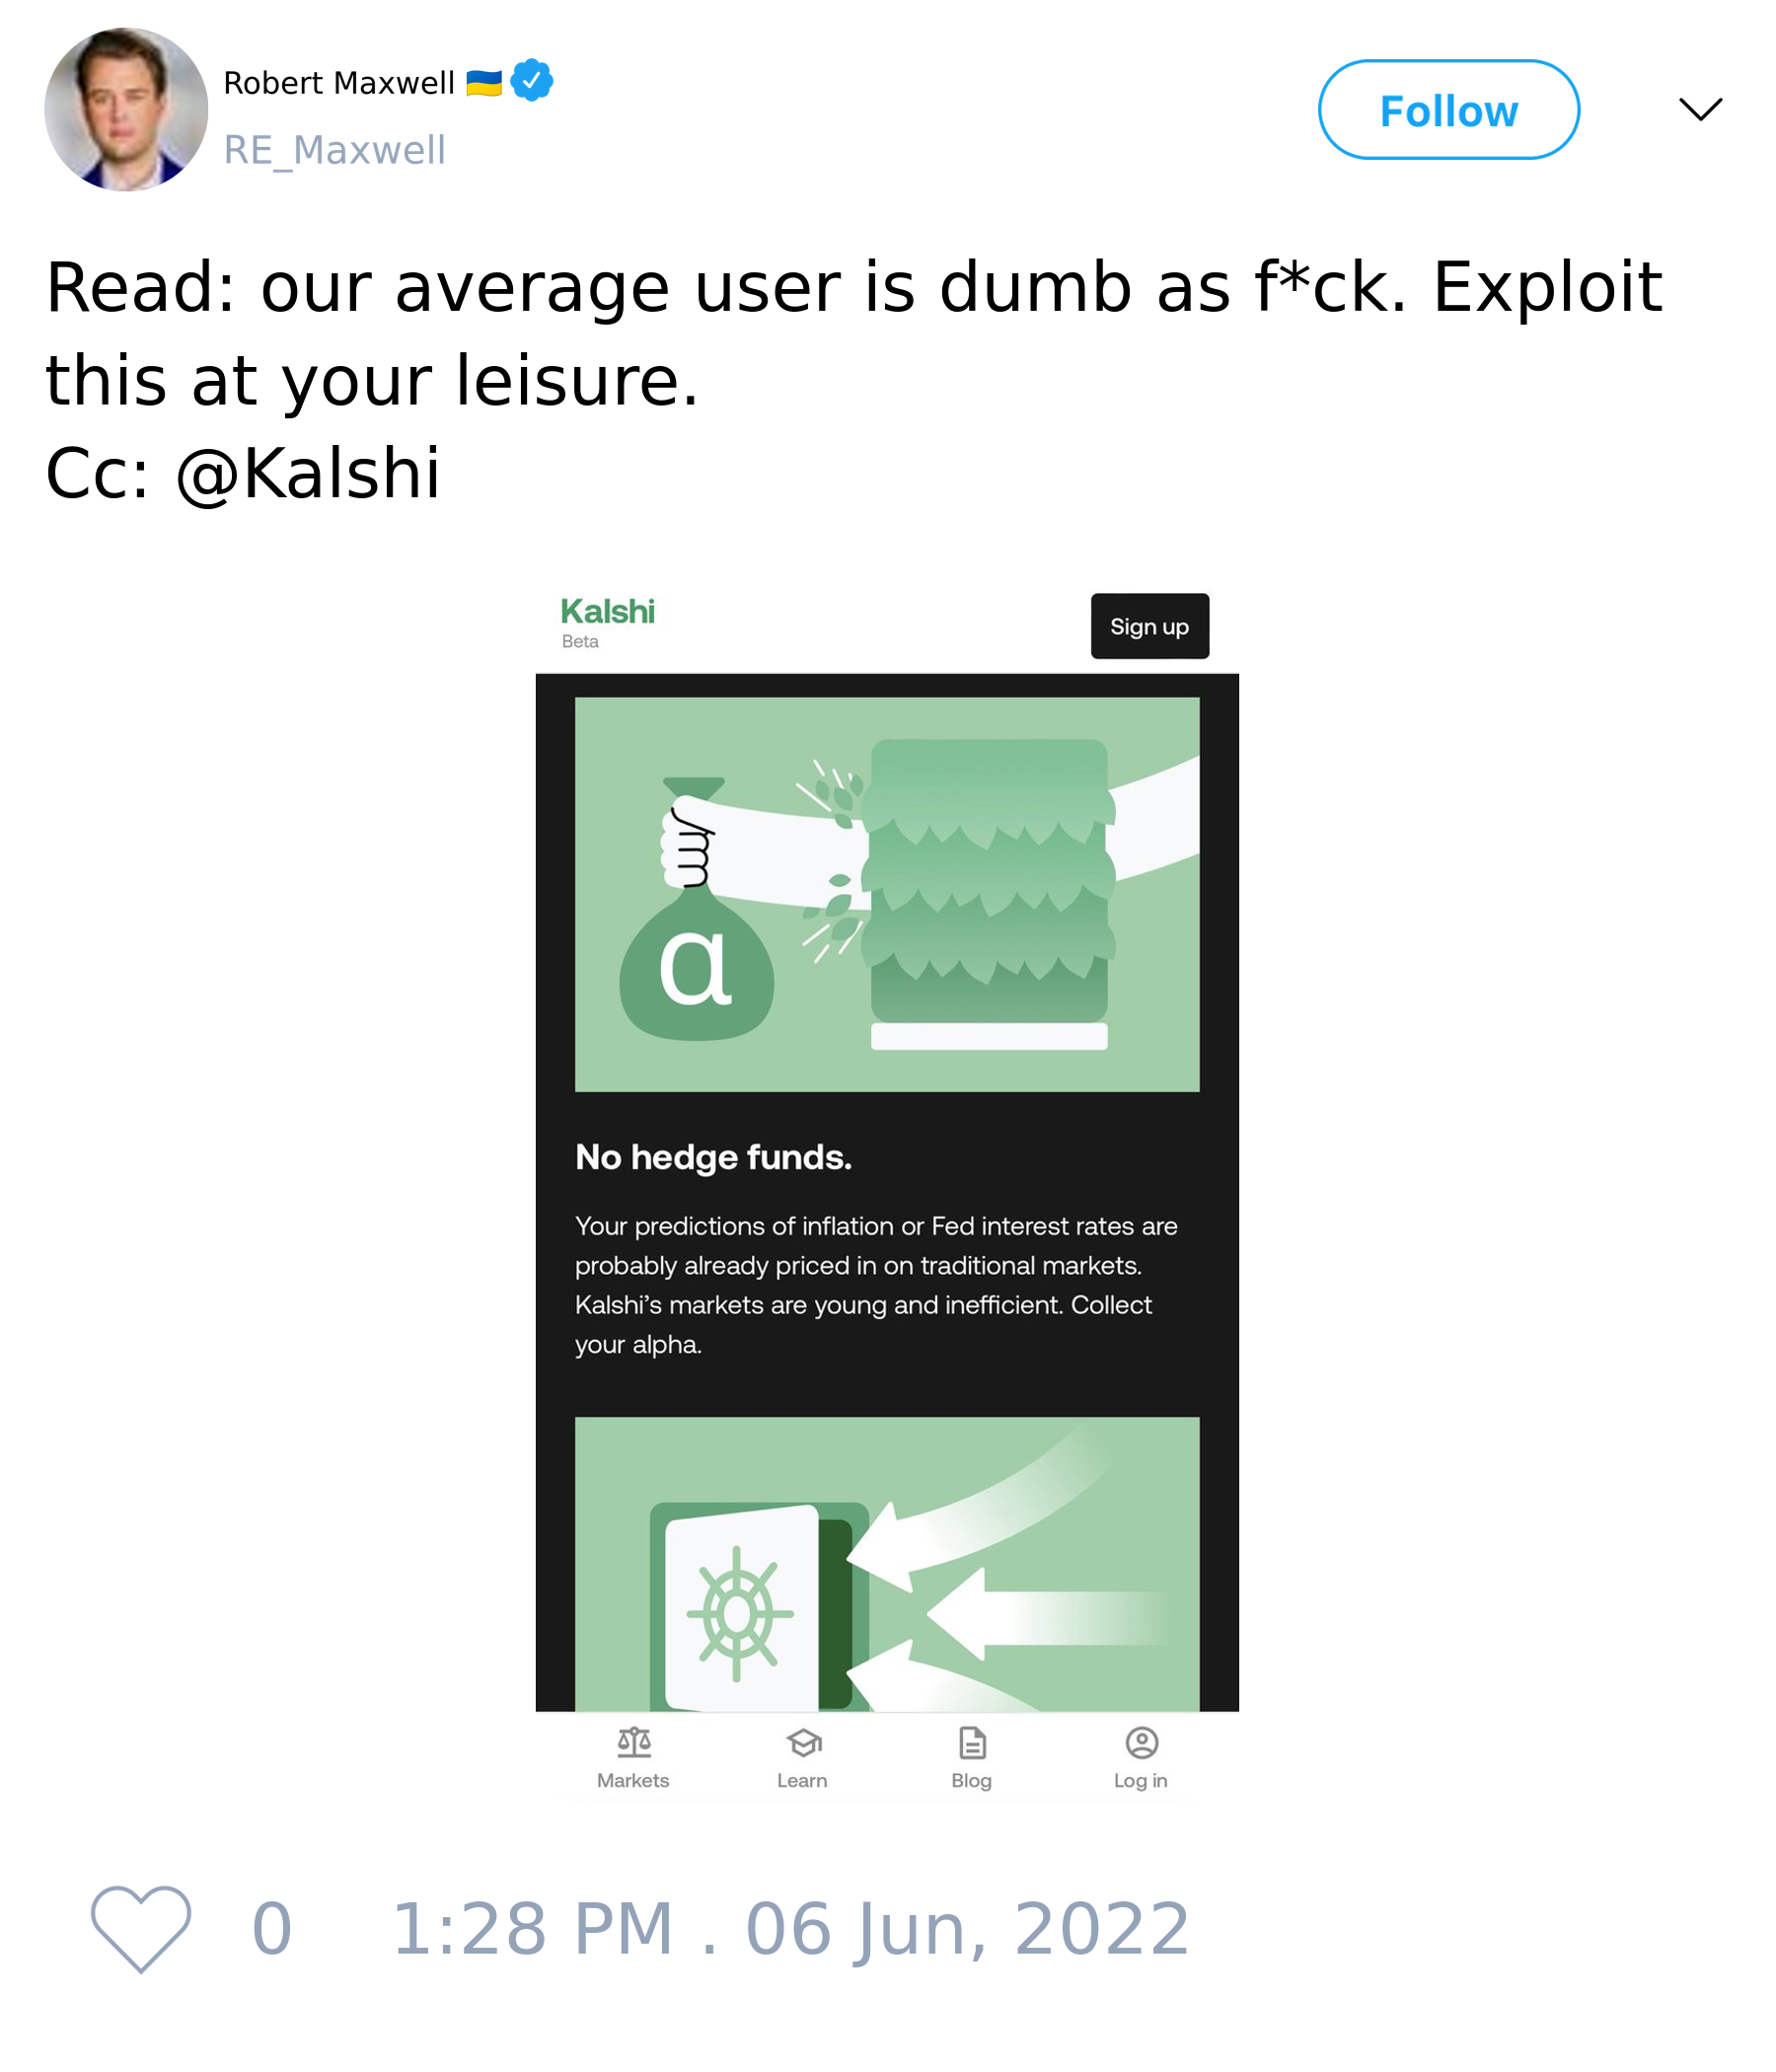 Robert Maxwell 🇺🇦
RE_Maxwell
Follow
Read: our average user is dumb as f*ck. Exploit
this at your leisure.
Cc: @Kalshi
Kalshi
Beta
Sign up
α
No hedge funds.
Your predictions of inflation or Fed interest rates are
probably already priced in on traditional markets.
Kalshi’s markets are young and inefficient. Collect
your alpha.
Markets
Learn
Blog
Log in
0
1:28 PM . 06 Jun, 2022